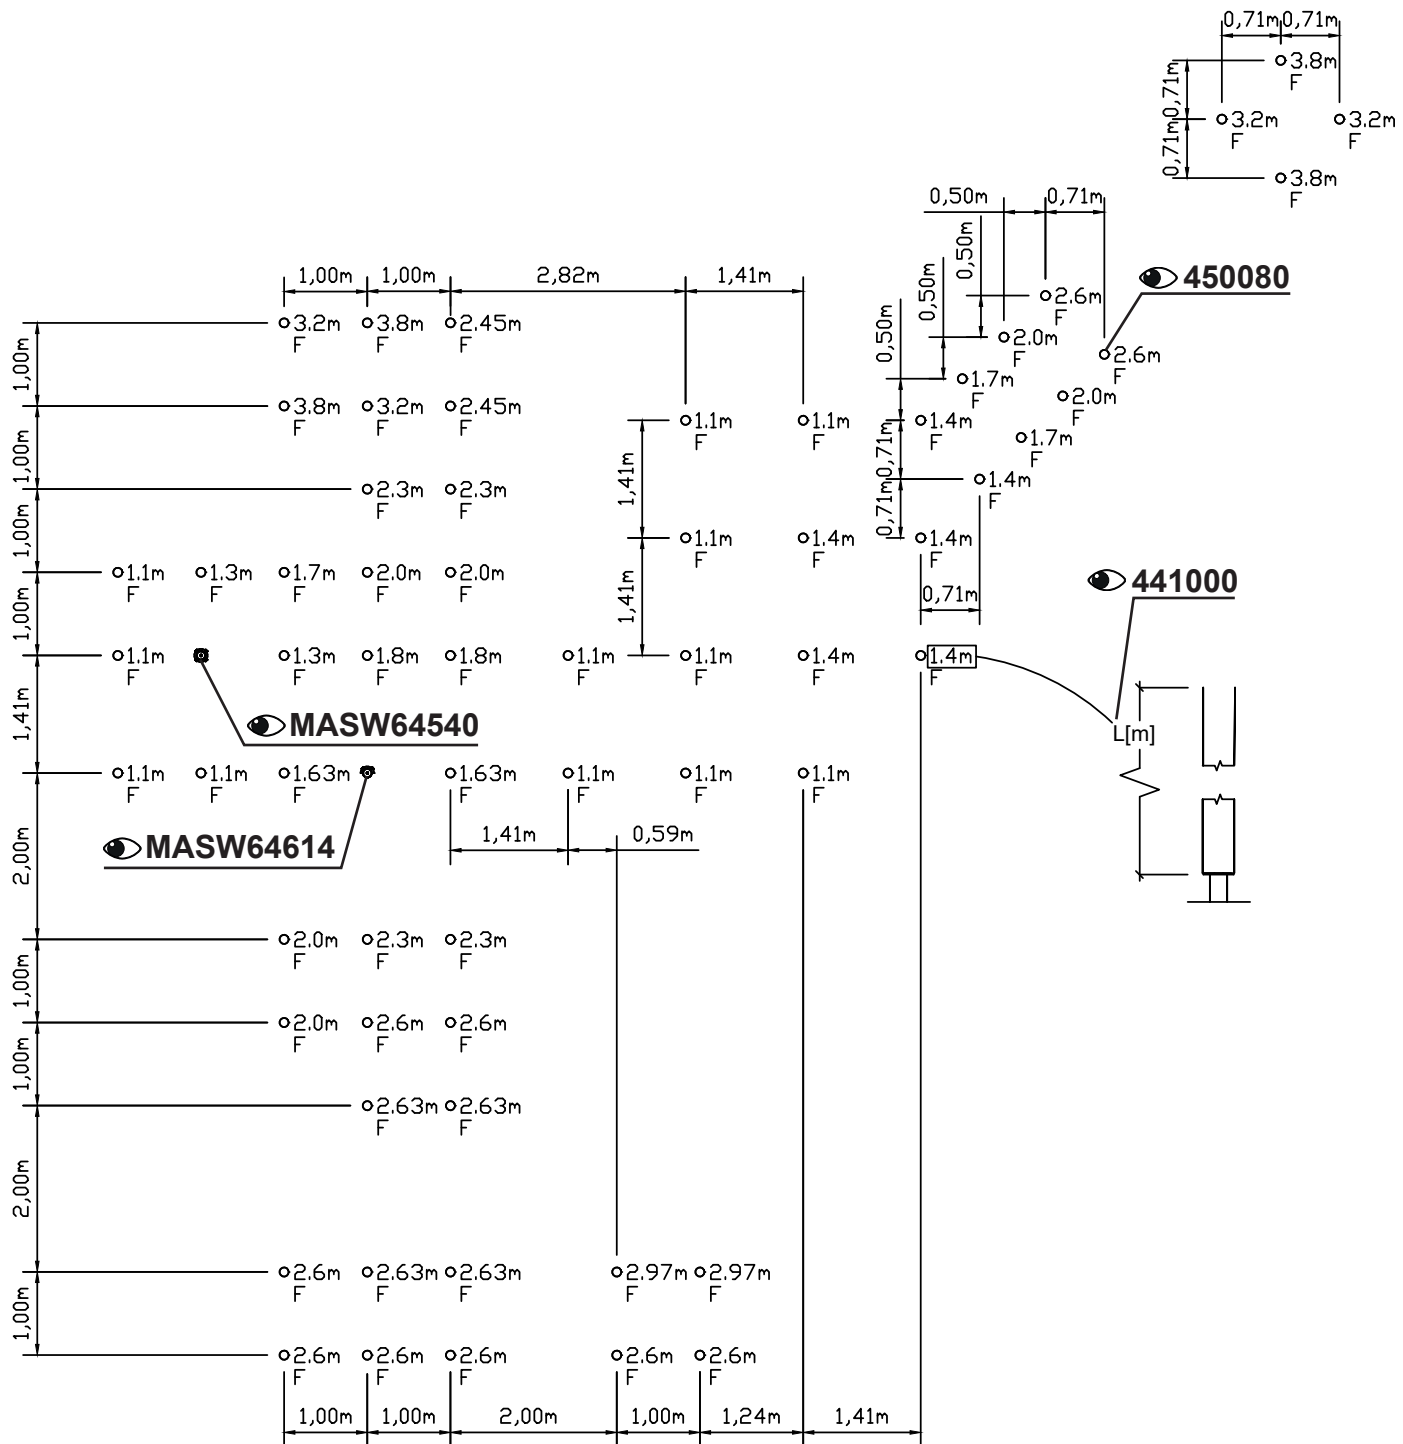 0,71m 0,71m
3.8m
F
0,71m
3.2m 3.2m
F F
0,71m
3.8m
F
0,50m 0,71m
0,50m
450080
1,00m 1,00m 2,82m 1,41m
0,50m
2.6m
F
3.2m 3.8m 2.45m
F F F
0,50m
2.0m
F
2.6m
F
1,00m
1.7m
F
2.0m
F
3.8m 3.2m 2.45m
F F F
1.1m 1.1m 1.4m
F F F
1.7m
F
1,00m
1,41m
0,71m
2.3m 2.3m
F F
1.4m
F
0,71m
1,00m
1.1m 1.4m 1.4m
F F F
1.1m 1.3m 1.7m 2.0m 2.0m
F F F F F
1,41m
0,71m
441000
1,00m
1.1m 1.3m 1.8m 1.8m 1.1m 1.1m 1.4m 1.4m
F F F F F F F F
1,41m
MASW64540
L[m]
1.1m 1.1m 1.63m 1.63m 1.1m 1.1m 1.1m
F F F F F F F
1,41m 0,59m
MASW64614
2,00m
2.0m 2.3m 2.3m
F F F
1,00m
2.0m 2.6m 2.6m
F F F
1,00m
2.63m 2.63m
F F
2,00m
2.6m 2.63m 2.63m 2.97m 2.97m
F F F F F
1,00m
2.6m 2.6m 2.6m 2.6m 2.6m
F F F F F
1,00m 1,00m 2,00m 1,00m 1,24m 1,41m